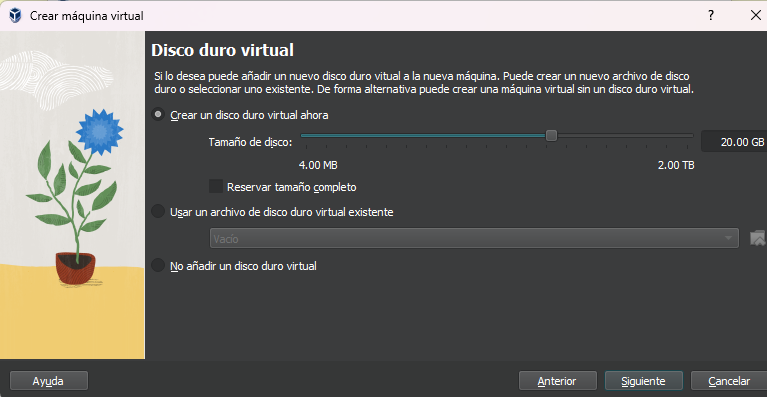 Crear máquina virtual
?
Disco duro virtual
Si lo desea puede añadir un nuevo disco duro vitual a la nueva máquina. Puede crear un nuevo archivo de disco
duro o seleccionar uno existente. De forma alternativa puede crear una máquina virtual sin un disco duro virtual.
Crear un disco duro virtual ahora
Tamaño de disco:
20.00 GB
4.00 MB
2.00 TB
Reservar tamaño completo
Usar un archivo de disco duro virtual existente
Vacío
No añadir un disco duro virtual
Ayuda
Anterior
Siguiente
Cancelar